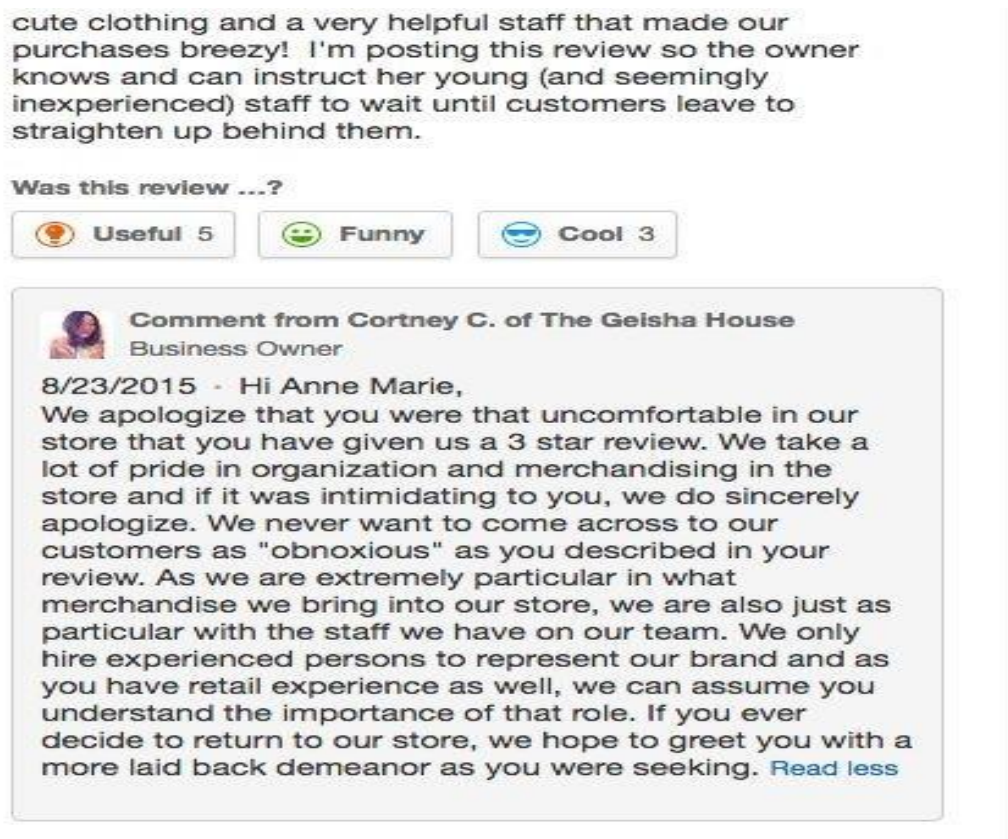 cute clothing and a very helpful staff that made our
purchases breezy!  I'm posting this review so the owner
knows and can instruct her young (and seemingly
inexperienced) staff to wait until customers leave to
straighten up behind them.
Was this review ...?
Useful 5
Funny
Cool 3
Comment from Cortney C. of The Geisha House
Business Owner
8/23/2015 · Hi Anne Marie,
We apologize that you were that uncomfortable in our
store that you have given us a 3 star review. We take a
lot of pride in organization and merchandising in the
store and if it was intimidating to you, we do sincerely
apologize. We never want to come across to our
customers as "obnoxious" as you described in your
review. As we are extremely particular in what
merchandise we bring into our store, we are also just as
particular with the staff we have on our team. We only
hire experienced persons to represent our brand and as
you have retail experience as well, we can assume you
understand the importance of that role. If you ever
decide to return to our store, we hope to greet you with a
more laid back demeanor as you were seeking. Read less